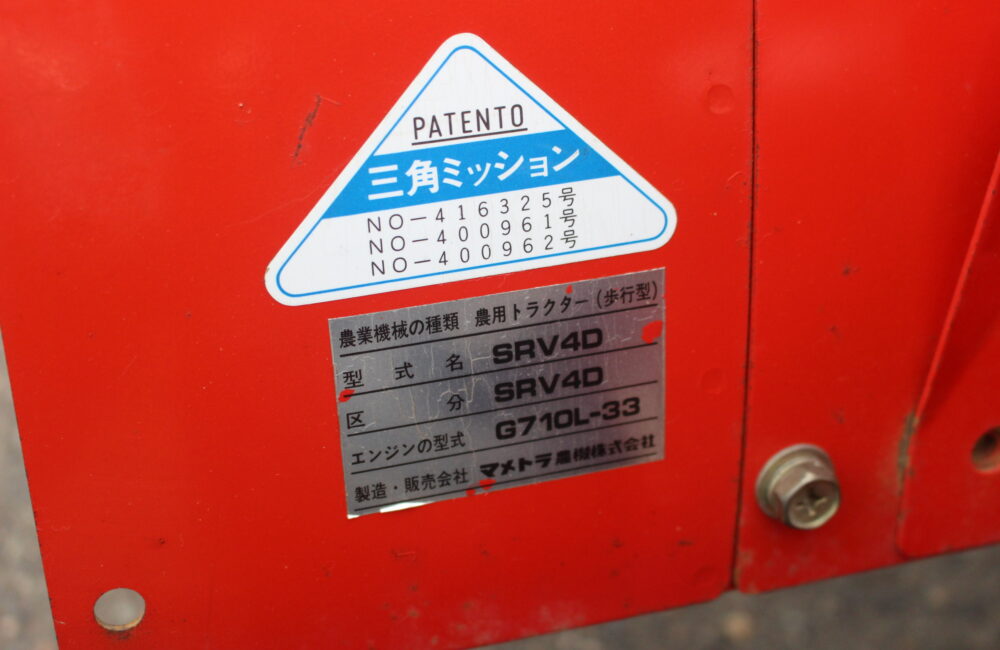 PATENTO
三角ミッション
NO-416325号
NO-400961号
NO-400962号
農業機械の種類 農用トラクター(歩行型)
型式名 SRV4D
区分 SRV4D
エンジンの型式 G710L-33
製造・販売会社 マメトラ農機株式会社